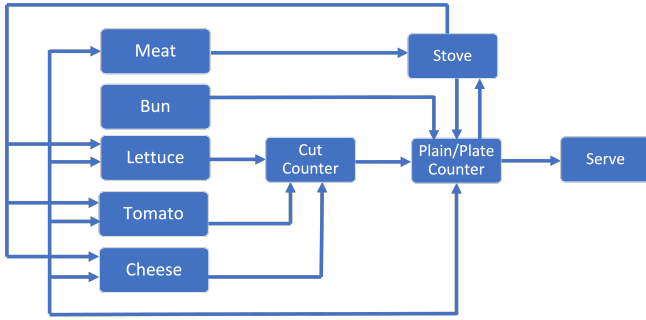 Meat
Stove
Bun
Lettuce
Cut
Counter
Plain/Plate
Counter
Serve
Tomato
Cheese